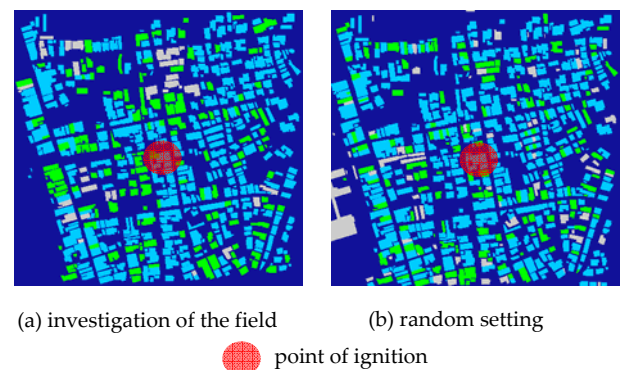 (a) investigation of the field
(b) random setting
point of ignition